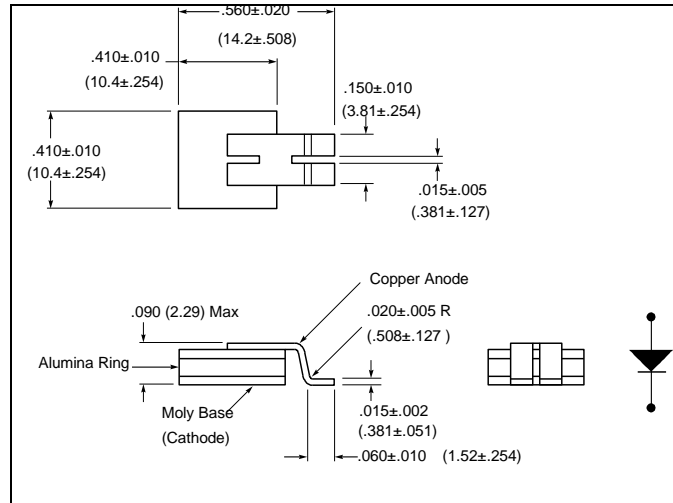 .560±.020
(14.2±.508)
.410±.010
(10.4±.254)
.150±.010
(3.81±.254)
.410±.010
(10.4±.254)
.015±.005
(.381±.127)
Copper Anode
.090 (2.29) Max
.020±.005 R
(.508±.127 )
Alumina Ring
Moly Base
(Cathode)
.015±.002
(.381±.051)
.060±.010 (1.52±.254)